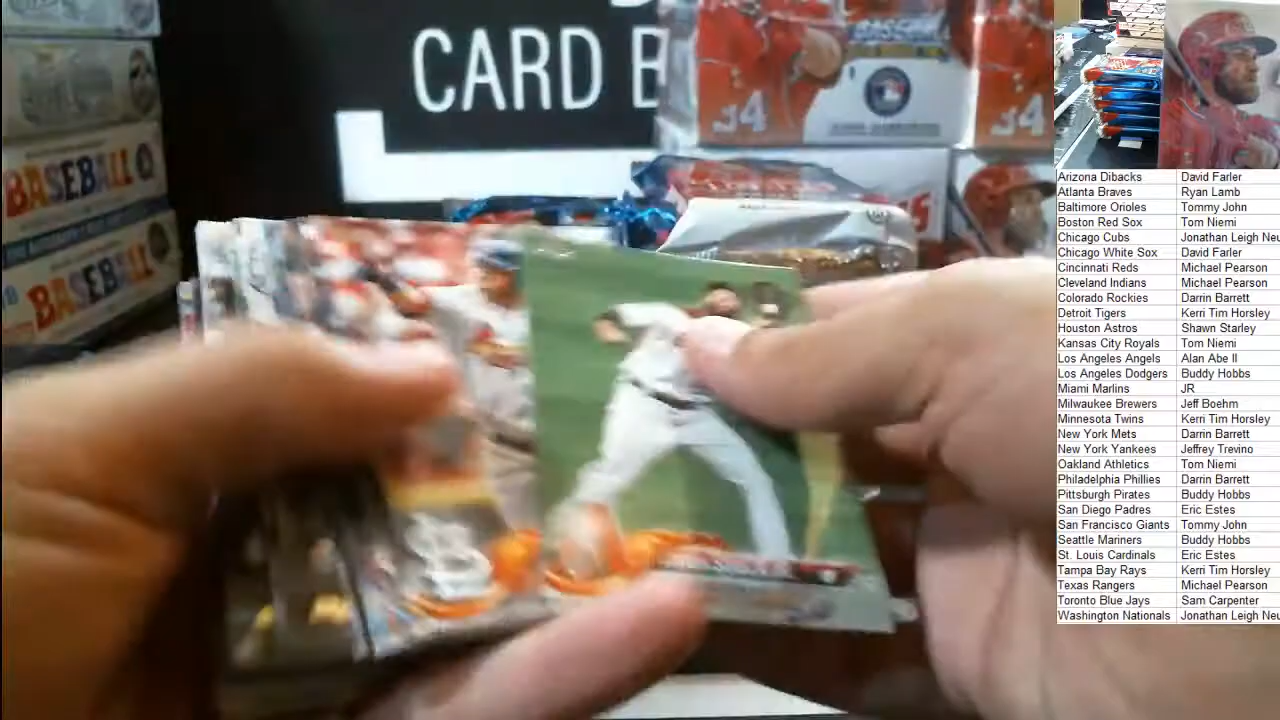 CARD B
BASEBALL
BASEBALL
34
34
Arizona Dibacks David Farler
Atlanta Braves Ryan Lamb
Baltimore Orioles Tommy John
Boston Red Sox Tom Niemi
Chicago Cubs Jonathan Leigh Neu
Chicago White Sox David Farler
Cincinnati Reds Michael Pearson
Cleveland Indians Michael Pearson
Colorado Rockies Darrin Barrett
Detroit Tigers Kerri Tim Horsley
Houston Astros Shawn Starley
Kansas City Royals Tom Niemi
Los Angeles Angels Alan Abe II
Los Angeles Dodgers Buddy Hobbs
Miami Marlins JR
Milwaukee Brewers Jeff Boehm
Minnesota Twins Kerri Tim Horsley
New York Mets Darrin Barrett
New York Yankees Jeffrey Trevino
Oakland Athletics Tom Niemi
Philadelphia Phillies Darrin Barrett
Pittsburgh Pirates Buddy Hobbs
San Diego Padres Eric Estes
San Francisco Giants Tommy John
Seattle Mariners Buddy Hobbs
St. Louis Cardinals Eric Estes
Tampa Bay Rays Kerri Tim Horsley
Texas Rangers Michael Pearson
Toronto Blue Jays Sam Carpenter
Washington Nationals Jonathan Leigh Neu